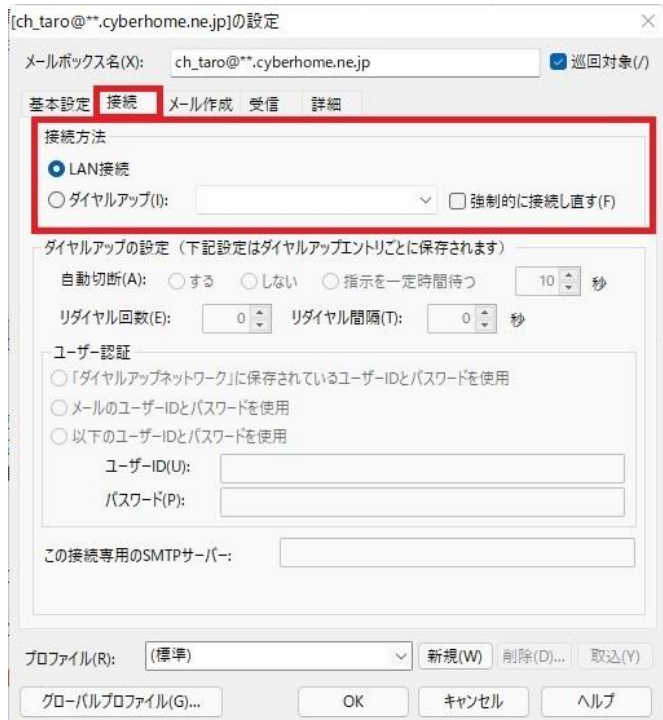 [ch_taro@**.cyberhome.ne.jp]の設定
メールボックス名(X): ch_taro@**.cyberhome.ne.jp 巡回対象(/)
基本設定 接続 メール作成 受信 詳細
接続方法
LAN接続
ダイヤルアップ(I): 強制的に接続し直す(F)
ダイヤルアップの設定（下記設定はダイヤルアップエントリごとに保存されます）
自動切断(A): する しない 指示を一定時間待つ 10 秒
リダイヤル回数(E): 0 リダイヤル間隔(T): 0 秒
ユーザー認証
「ダイヤルアップネットワーク」に保存されているユーザーIDとパスワードを使用
メールのユーザーIDとパスワードを使用
以下のユーザーIDとパスワードを使用
ユーザーID(U):
パスワード(P):
この接続専用のSMTPサーバー:
プロファイル(R): (標準) 新規(W) 削除(D)... 取込(Y)
グローバルプロファイル(G)... OK キャンセル ヘルプ